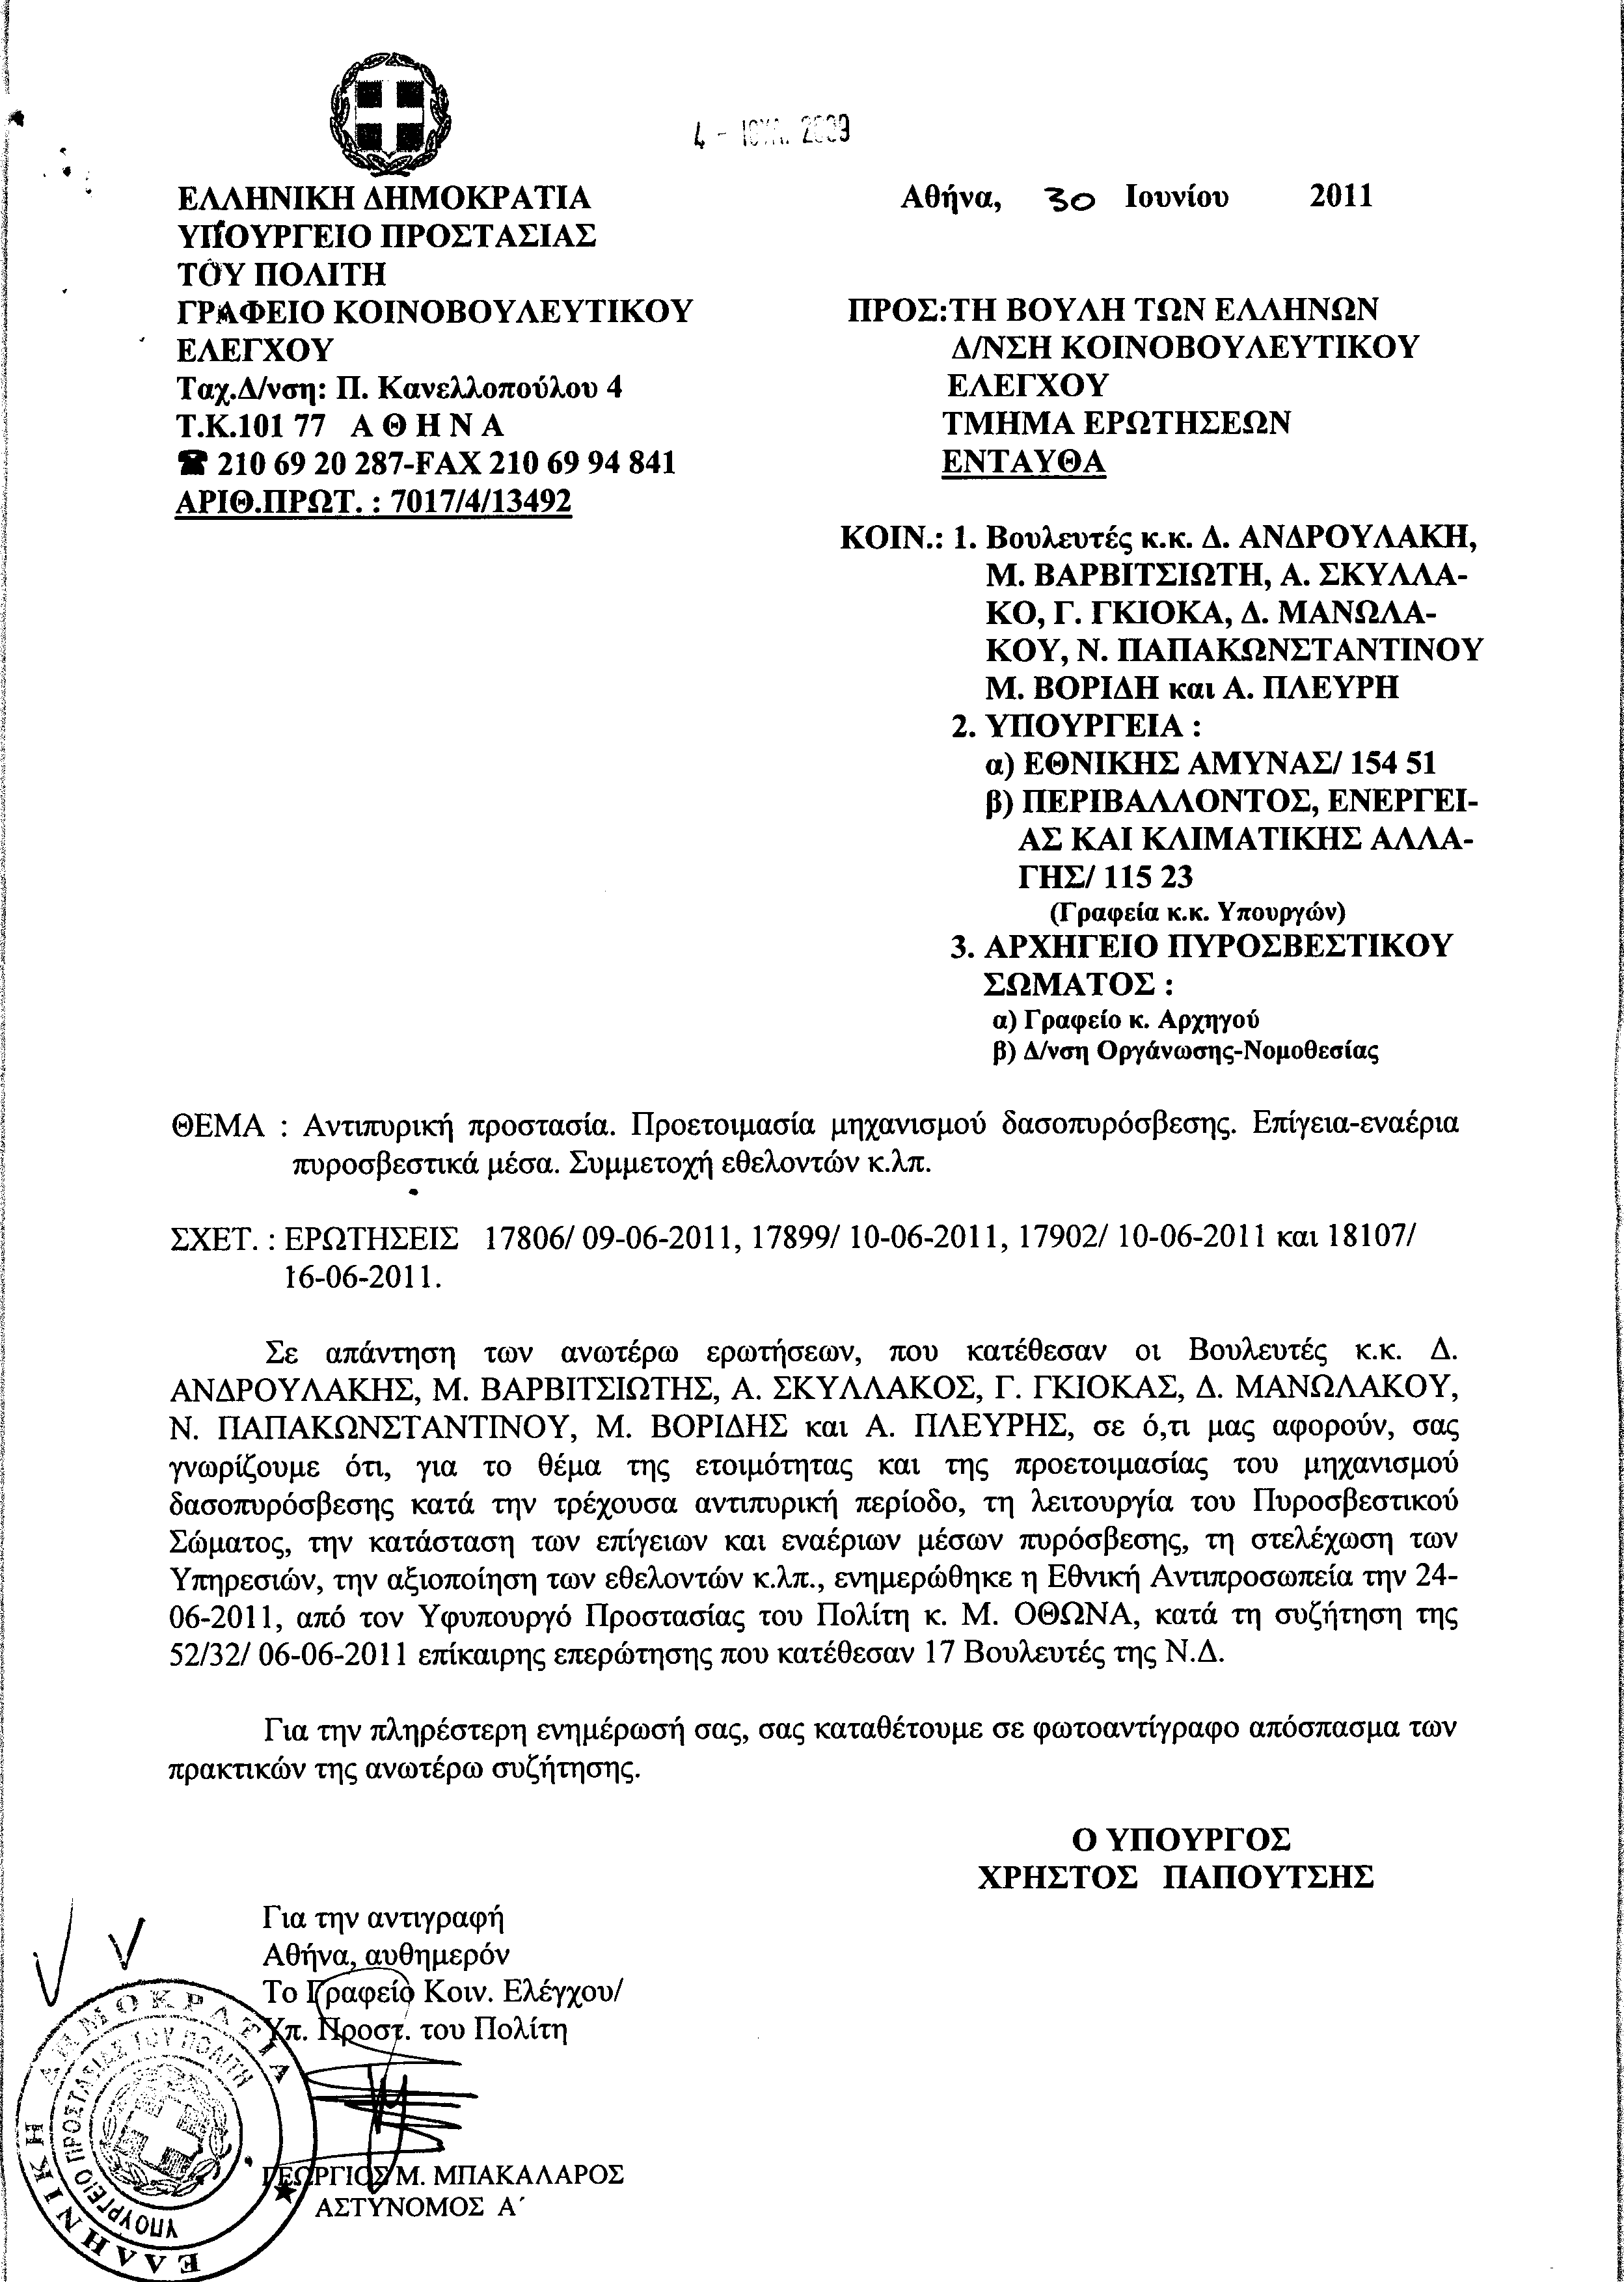 4 - ΙΟΥΛ. 2009
ΕΛΛΗΝΙΚΗ ΔΗΜΟΚΡΑΤΙΑ
ΥΠΟΥΡΓΕΙΟ ΠΡΟΣΤΑΣΙΑΣ
ΤΟΥ ΠΟΛΙΤΗ
ΓΡΑΦΕΙΟ ΚΟΙΝΟΒΟΥΛΕΥΤΙΚΟΥ
ΕΛΕΓΧΟΥ
Ταχ.Δ/νση: Π. Κανελλοπούλου 4
Τ.Κ.101 77 Α Θ Η Ν Α
☎ 210 69 20 287-FAX 210 69 94 841
ΑΡΙΘ.ΠΡΩΤ. : 7017/4/13492
Αθήνα, 30 Ιουνίου 2011
ΠΡΟΣ:ΤΗ ΒΟΥΛΗ ΤΩΝ ΕΛΛΗΝΩΝ
Δ/ΝΣΗ ΚΟΙΝΟΒΟΥΛΕΥΤΙΚΟΥ
ΕΛΕΓΧΟΥ
ΤΜΗΜΑ ΕΡΩΤΗΣΕΩΝ
ΕΝΤΑΥΘΑ
ΚΟΙΝ.: 1. Βουλευτές κ.κ. Δ. ΑΝΔΡΟΥΛΑΚΗ,
Μ. ΒΑΡΒΙΤΣΙΩΤΗ, Α. ΣΚΥΛΛΑ-
ΚΟ, Γ. ΓΚΙΟΚΑ, Δ. ΜΑΝΩΛΑ-
ΚΟΥ, Ν. ΠΑΠΑΚΩΝΣΤΑΝΤΙΝΟΥ
Μ. ΒΟΡΙΔΗ και Α. ΠΛΕΥΡΗ
2. ΥΠΟΥΡΓΕΙΑ :
α) ΕΘΝΙΚΗΣ ΑΜΥΝΑΣ/ 154 51
β) ΠΕΡΙΒΑΛΛΟΝΤΟΣ, ΕΝΕΡΓΕΙ-
ΑΣ ΚΑΙ ΚΛΙΜΑΤΙΚΗΣ ΑΛΛΑ-
ΓΗΣ/ 115 23
(Γραφεία κ.κ. Υπουργών)
3. ΑΡΧΗΓΕΙΟ ΠΥΡΟΣΒΕΣΤΙΚΟΥ
ΣΩΜΑΤΟΣ :
α) Γραφείο κ. Αρχηγού
β) Δ/νση Οργάνωσης-Νομοθεσίας
ΘΕΜΑ : Αντιπυρική προστασία. Προετοιμασία μηχανισμού δασοπυρόσβεσης. Επίγεια-εναέρια
πυροσβεστικά μέσα. Συμμετοχή εθελοντών κ.λπ.
ΣΧΕΤ. : ΕΡΩΤΗΣΕΙΣ 17806/ 09-06-2011, 17899/ 10-06-2011, 17902/ 10-06-2011 και 18107/
16-06-2011.
Σε απάντηση των ανωτέρω ερωτήσεων, που κατέθεσαν οι Βουλευτές κ.κ. Δ.
ΑΝΔΡΟΥΛΑΚΗΣ, Μ. ΒΑΡΒΙΤΣΙΩΤΗΣ, Α. ΣΚΥΛΛΑΚΟΣ, Γ. ΓΚΙΟΚΑΣ, Δ. ΜΑΝΩΛΑΚΟΥ,
Ν. ΠΑΠΑΚΩΝΣΤΑΝΤΙΝΟΥ, Μ. ΒΟΡΙΔΗΣ και Α. ΠΛΕΥΡΗΣ, σε ό,τι μας αφορούν, σας
γνωρίζουμε ότι, για το θέμα της ετοιμότητας και της προετοιμασίας του μηχανισμού
δασοπυρόσβεσης κατά την τρέχουσα αντιπυρική περίοδο, τη λειτουργία του Πυροσβεστικού
Σώματος, την κατάσταση των επίγειων και εναέριων μέσων πυρόσβεσης, τη στελέχωση των
Υπηρεσιών, την αξιοποίηση των εθελοντών κ.λπ., ενημερώθηκε η Εθνική Αντιπροσωπεία την 24-
06-2011, από τον Υφυπουργό Προστασίας του Πολίτη κ. Μ. ΟΘΩΝΑ, κατά τη συζήτηση της
52/32/ 06-06-2011 επίκαιρης επερώτησης που κατέθεσαν 17 Βουλευτές της Ν.Δ.
Για την πληρέστερη ενημέρωσή σας, σας καταθέτουμε σε φωτοαντίγραφο απόσπασμα των
πρακτικών της ανωτέρω συζήτησης.
Ο ΥΠΟΥΡΓΟΣ
ΧΡΗΣΤΟΣ ΠΑΠΟΥΤΣΗΣ
Για την αντιγραφή
Αθήνα, αυθημερόν
Το Γραφείο Κοιν. Ελέγχου/
Υπ. Προστ. του Πολίτη
ΓΕΩΡΓΙΟΣ Μ. ΜΠΑΚΑΛΑΡΟΣ
ΑΣΤΥΝΟΜΟΣ Α΄
ΕΛΛΗΝΙΚΗ ΔΗΜΟΚΡΑΤΙΑ
ΥΠΟΥΡΓΕΙΟ ΠΡΟΣΤΑΣΙΑΣ ΤΟΥ ΠΟΛΙΤΗ